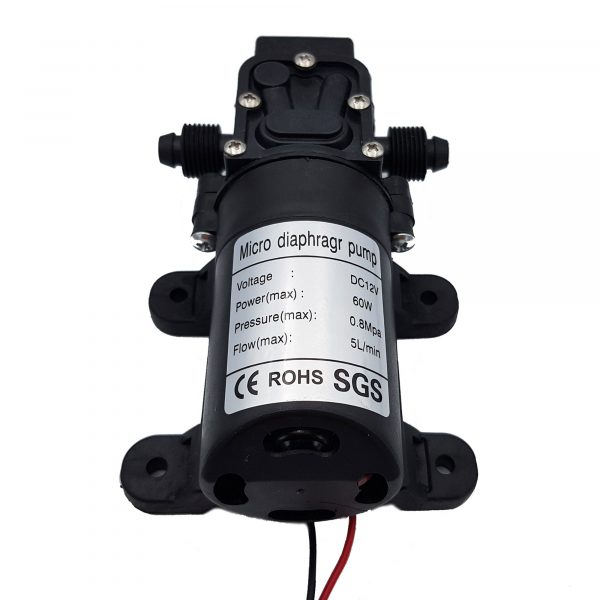 Micro diaphragr pump
Voltage : DC12V
Power(max) : 60W
Pressure(max): 0.8Mpa
Flow(max): 5L/min
CE ROHS SGS